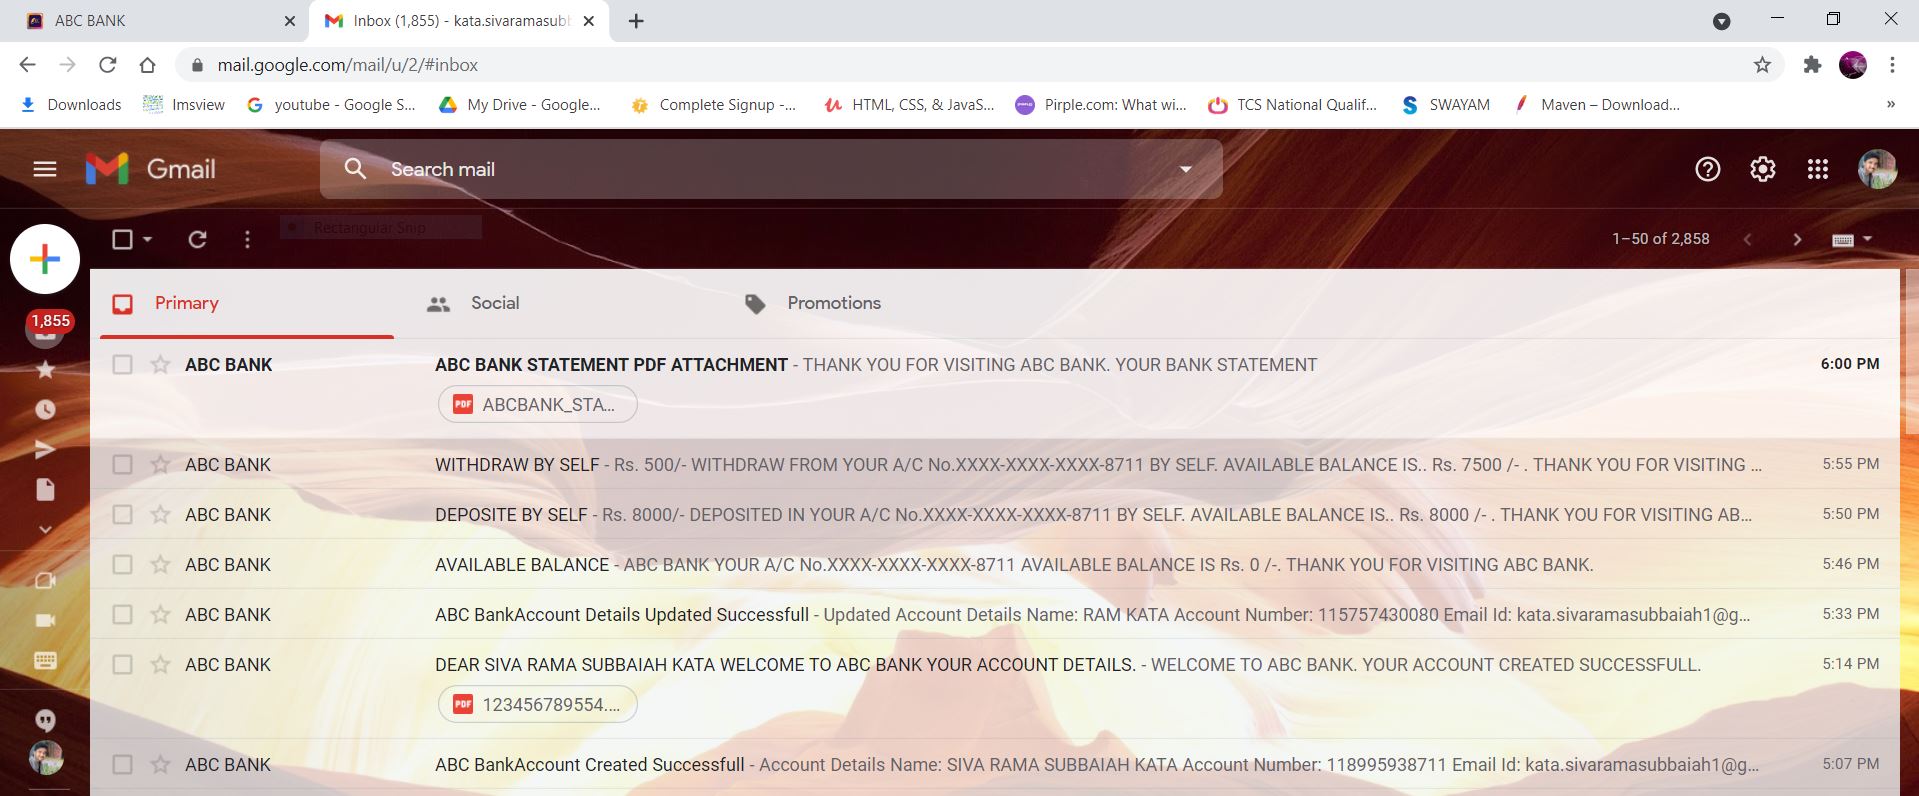 ABC BANK
Inbox (1,855) - kata.sivaramasubb
mail.google.com/mail/u/2/#inbox
Downloads Imsview youtube - Google S... My Drive - Google... Complete Signup -... HTML, CSS, & JavaS... Pirple.com: What wi... TCS National Qualif... SWAYAM Maven – Download... »
Gmail
Search mail
Rectangular Snip
1–50 of 2,858
1,855
Primary Social Promotions
ABC BANK ABC BANK STATEMENT PDF ATTACHMENT - THANK YOU FOR VISITING ABC BANK. YOUR BANK STATEMENT 6:00 PM
PDF ABCBANK_STA...
ABC BANK WITHDRAW BY SELF - Rs. 500/- WITHDRAW FROM YOUR A/C No.XXXX-XXXX-XXXX-8711 BY SELF. AVAILABLE BALANCE IS.. Rs. 7500 /- . THANK YOU FOR VISITING ... 5:55 PM
ABC BANK DEPOSITE BY SELF - Rs. 8000/- DEPOSITED IN YOUR A/C No.XXXX-XXXX-XXXX-8711 BY SELF. AVAILABLE BALANCE IS.. Rs. 8000 /- . THANK YOU FOR VISITING AB... 5:50 PM
ABC BANK AVAILABLE BALANCE - ABC BANK YOUR A/C No.XXXX-XXXX-XXXX-8711 AVAILABLE BALANCE IS Rs. 0 /-. THANK YOU FOR VISITING ABC BANK. 5:46 PM
ABC BANK ABC BankAccount Details Updated Successfull - Updated Account Details Name: RAM KATA Account Number: 115757430080 Email Id: kata.sivaramasubbaiah1@g... 5:33 PM
ABC BANK DEAR SIVA RAMA SUBBAIAH KATA WELCOME TO ABC BANK YOUR ACCOUNT DETAILS. - WELCOME TO ABC BANK. YOUR ACCOUNT CREATED SUCCESSFULL. 5:14 PM
PDF 123456789554....
ABC BANK ABC BankAccount Created Successfull - Account Details Name: SIVA RAMA SUBBAIAH KATA Account Number: 118995938711 Email Id: kata.sivaramasubbaiah1@g... 5:07 PM